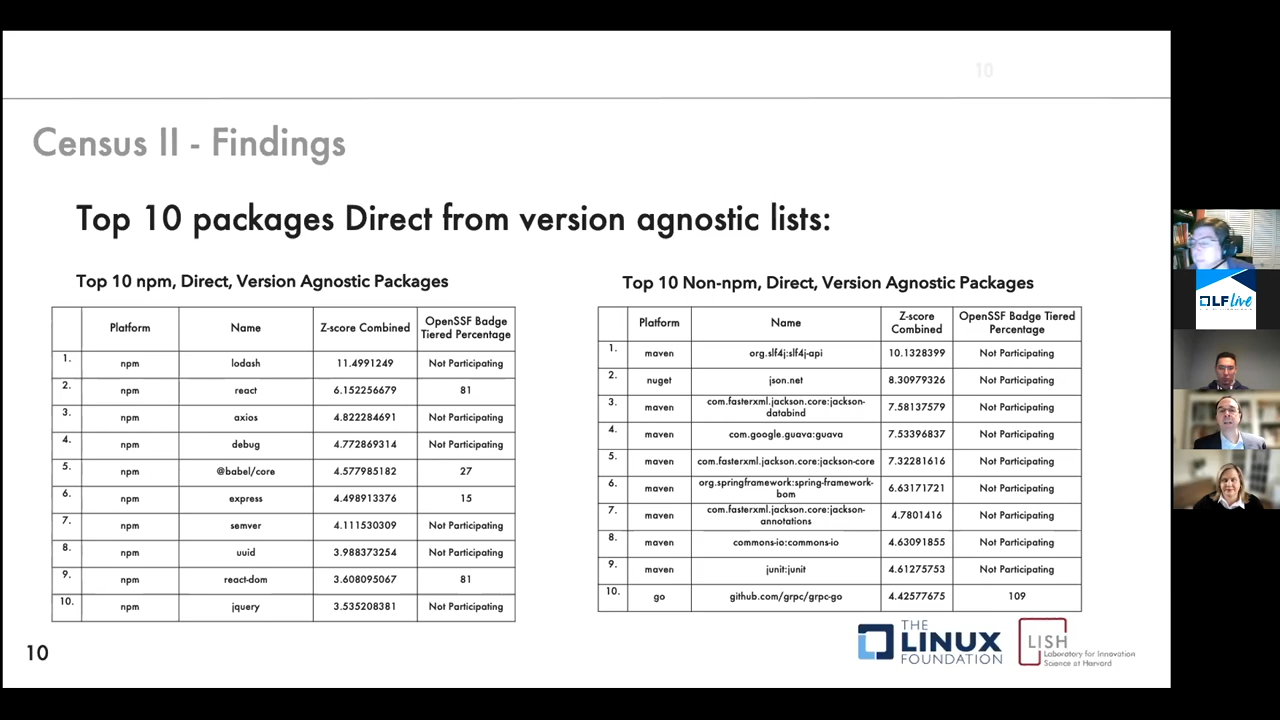 10
Census II - Findings
Top 10 packages Direct from version agnostic lists:
Top 10 npm, Direct, Version Agnostic Packages
Platform Name Z-score Combined OpenSSF Badge
Tiered Percentage
1. npm lodash 11.4991249 Not Participating
2. npm react 6.152256679 81
3. npm axios 4.822284691 Not Participating
4. npm debug 4.772869314 Not Participating
5. npm @babel/core 4.577985182 27
6. npm express 4.498913376 15
7. npm semver 4.111530309 Not Participating
8. npm uuid 3.988373254 Not Participating
9. npm react-dom 3.608095067 81
10. npm jquery 3.535208381 Not Participating
Top 10 Non-npm, Direct, Version Agnostic Packages
Platform Name Z-score
Combined OpenSSF Badge Tiered
Percentage
1. maven org.slf4j:slf4j-api 10.1328399 Not Participating
2. nuget json.net 8.30979326 Not Participating
3. maven com.fasterxml.jackson.core:jackson-
databind 7.58137579 Not Participating
4. maven com.google.guava:guava 7.53396837 Not Participating
5. maven com.fasterxml.jackson.core:jackson-core 7.32281616 Not Participating
6. maven org.springframework:spring-framework-
bom 6.63171721 Not Participating
7. maven com.fasterxml.jackson.core:jackson-
annotations 4.7801416 Not Participating
8. maven commons-io:commons-io 4.63091855 Not Participating
9. maven junit:junit 4.61275753 Not Participating
10. go github.com/grpc/grpc-go 4.42577675 109
10
THE
LINUX
FOUNDATION
LISH
Laboratory for Innovation
Science at Harvard
LF Live